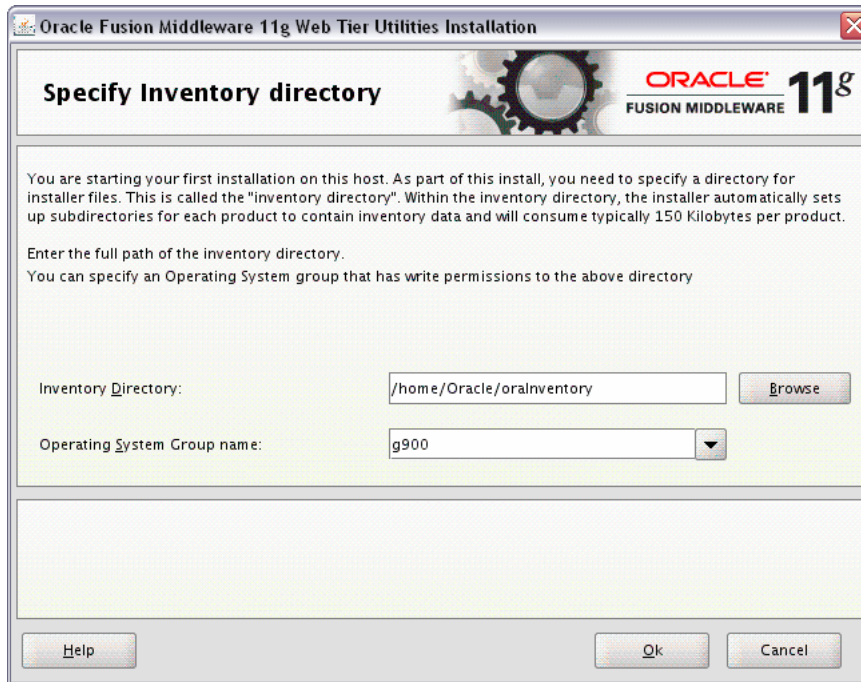 Oracle Fusion Middleware 11g Web Tier Utilities Installation
Specify Inventory directory
ORACLE
FUSION MIDDLEWARE 11g
You are starting your first installation on this host. As part of this install, you need to specify a directory for
installer files. This is called the "inventory directory". Within the inventory directory, the installer automatically sets
up subdirectories for each product to contain inventory data and will consume typically 150 Kilobytes per product.
Enter the full path of the inventory directory.
You can specify an Operating System group that has write permissions to the above directory
Inventory Directory: /home/Oracle/oraInventory Browse
Operating System Group name: g900
Help Ok Cancel